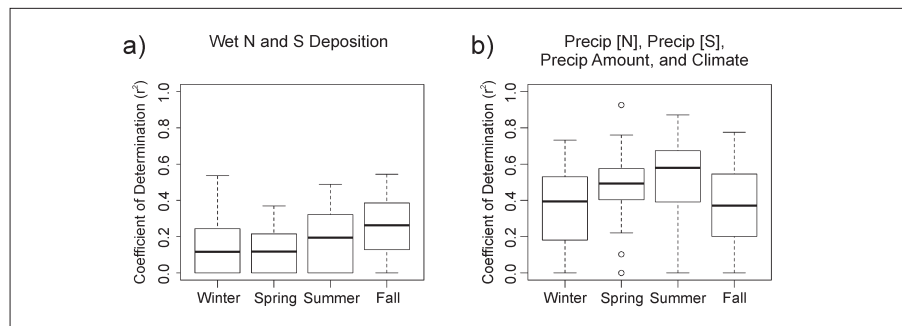 a)
Wet N and S Deposition
Coefficient of Determination (r²)
1.0
0.8
0.6
0.4
0.2
0.0
Winter Spring Summer Fall
b)
Precip [N], Precip [S],
Precip Amount, and Climate
Coefficient of Determination (r²)
1.0
0.8
0.6
0.4
0.2
0.0
Winter Spring Summer Fall